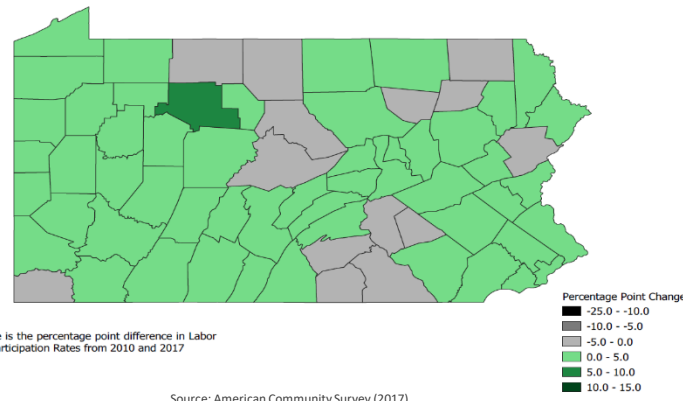 Percentage Point Change
-25.0 - -10.0
-10.0 - -5.0
-5.0 - 0.0
0.0 - 5.0
5.0 - 10.0
10.0 - 15.0
is the percentage point difference in Labor
Rates from 2010 and 2017
Source: American Community Survey (2017)